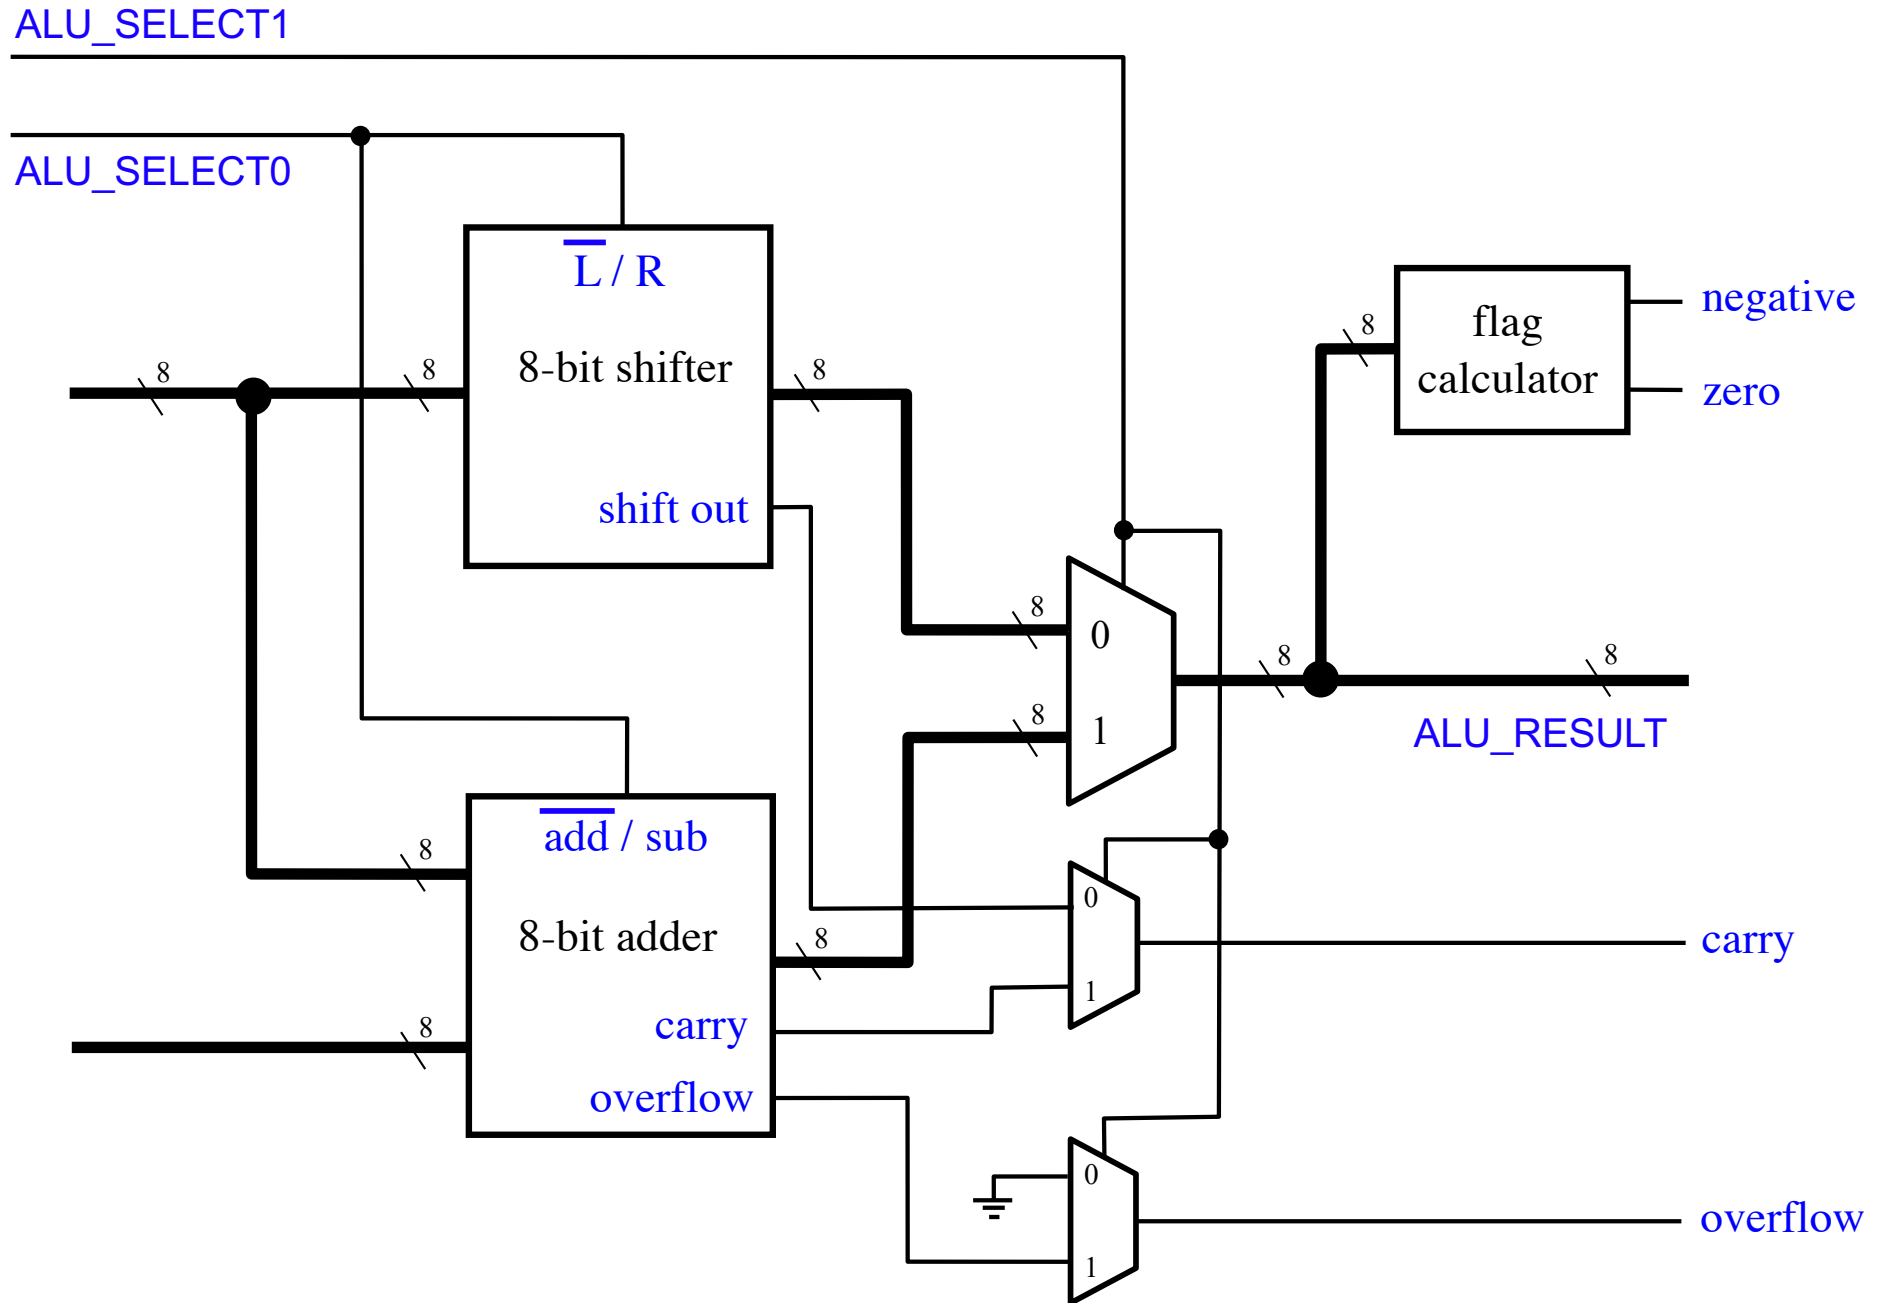 ALU_SELECT1
ALU_SELECT0
L / R
8-bit shifter
shift out
8
8
8
add / sub
8-bit adder
carry
overflow
8
8
8
8
8
0
1
8
8
ALU_RESULT
8
flag
calculator
negative
zero
0
1
carry
0
1
overflow